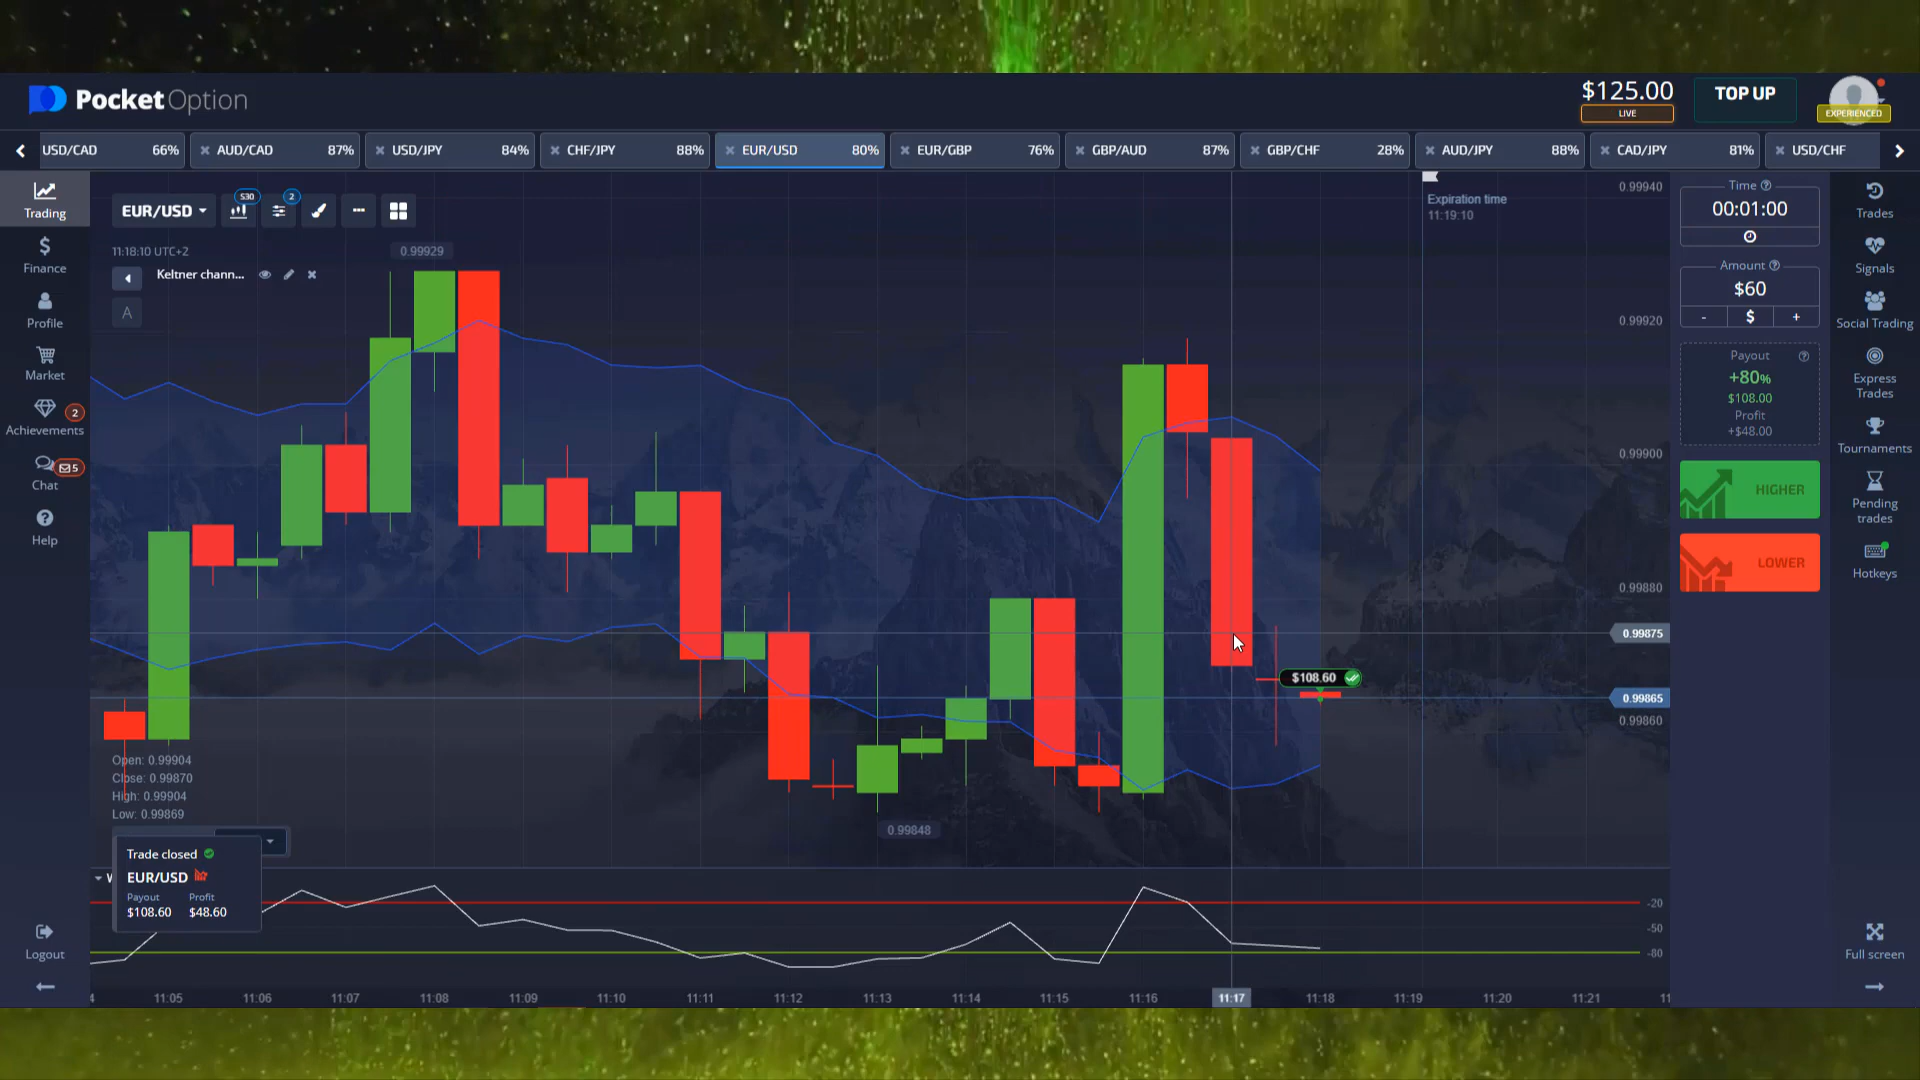 PocketOption
$125.00
LIVE
TOP UP
EXPERIENCED
USD/CAD 66%
AUD/CAD 87%
USD/JPY 84%
CHF/JPY 88%
EUR/USD 80%
EUR/GBP 76%
GBP/AUD 87%
GBP/CHF 28%
AUD/JPY 88%
CAD/JPY 81%
USD/CHF
Trading
Finance
Profile
Market
Achievements
2
Chat
5
Help
Logout
EUR/USD
S30
2
11:18:10 UTC+2
Keltner chann...
A
0.99929
Expiration time
11:19:10
0.99940
0.99920
0.99900
0.99880
0.99875
0.99865
0.99860
$108.60
0.99848
Open: 0.99904
Close: 0.99870
High: 0.99904
Low: 0.99869
Trade closed
EUR/USD
Payout Profit
$108.60 $48.60
-20
-50
-80
11:05 11:06 11:07 11:08 11:09 11:10 11:11 11:12 11:13 11:14 11:15 11:16 11:17 11:18 11:19 11:20 11:21
Time
00:01:00
Amount
$60
- $ +
Payout
+80%
$108.00
Profit
+$48.00
HIGHER
LOWER
Trades
Signals
Social Trading
Express
Trades
Tournaments
Pending
trades
Hotkeys
Full screen